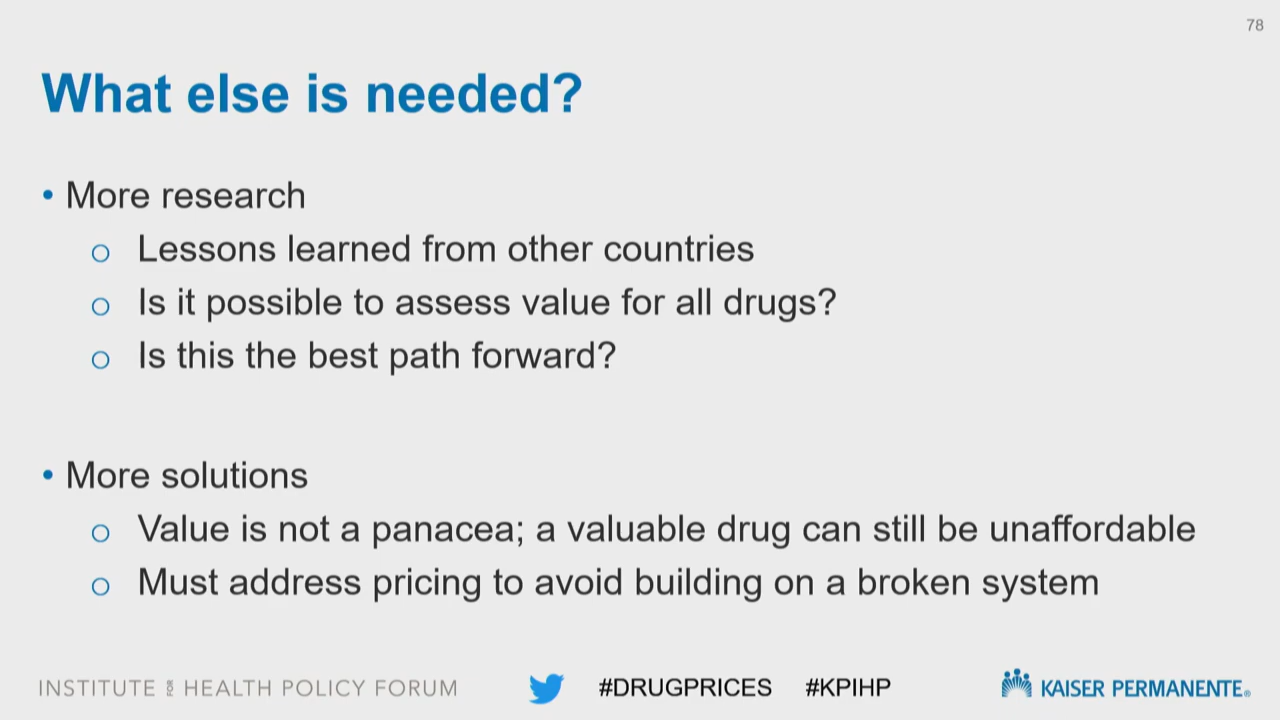 78
What else is needed?
• More research
o Lessons learned from other countries
o Is it possible to assess value for all drugs?
o Is this the best path forward?
• More solutions
o Value is not a panacea; a valuable drug can still be unaffordable
o Must address pricing to avoid building on a broken system
INSTITUTE FOR HEALTH POLICY FORUM #DRUGPRICES #KPIHP KAISER PERMANENTE®